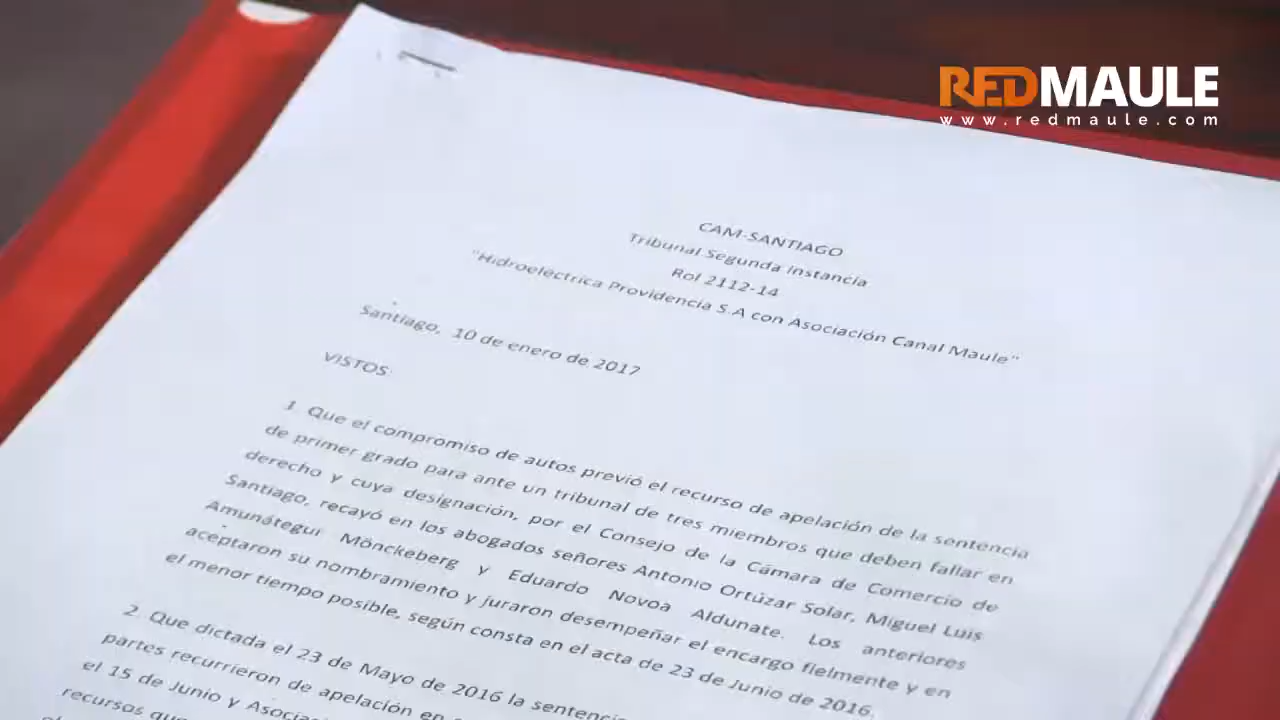 REDMAULE
www.redmaule.com
CAM-SANTIAGO
Tribunal Segunda Instancia
Rol 2112-14
"Hidroeléctrica Providencia S.A con Asociación Canal Maule"
Santiago, 10 de enero de 2017
VISTOS:
1. Que el compromiso de autos previó el recurso de apelación de la sentencia
de primer grado para ante un tribunal de tres miembros que deben fallar en
derecho y cuya designación, por el Consejo de la Cámara de Comercio de
Santiago, recayó en los abogados señores Antonio Ortúzar Solar, Miguel Luis
Amunátegui Mönckeberg y Eduardo Novoa Aldunate. Los anteriores
aceptaron su nombramiento y juraron desempeñar el encargo fielmente y en
el menor tiempo posible, según consta en el acta de 23 de Junio de 2016.
2. Que dictada el 23 de Mayo de 2016 la sentenci
partes recurrieron de apelación en
el 15 de Junio y Asociac
recursos que